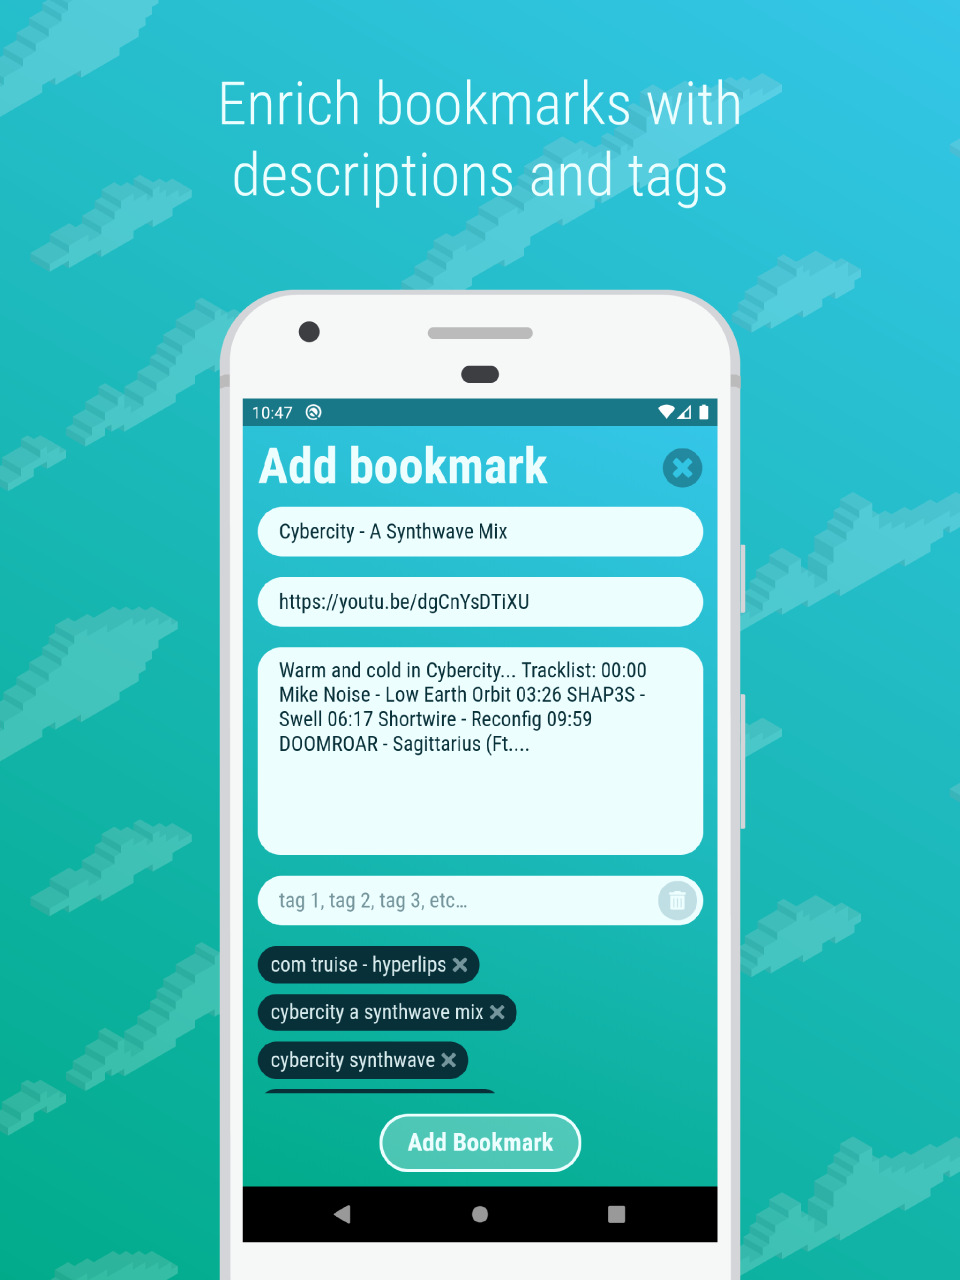 Enrich bookmarks with
descriptions and tags
10:47
Add bookmark
Cybercity - A Synthwave Mix
https://youtu.be/dgCnYsDTiXU
Warm and cold in Cybercity... Tracklist: 00:00
Mike Noise - Low Earth Orbit 03:26 SHAP3S -
Swell 06:17 Shortwire - Reconfig 09:59
DOOMROAR - Sagittarius (Ft....
tag 1, tag 2, tag 3, etc...
com truise - hyperlips
cybercity a synthwave mix
cybercity synthwave
Add Bookmark